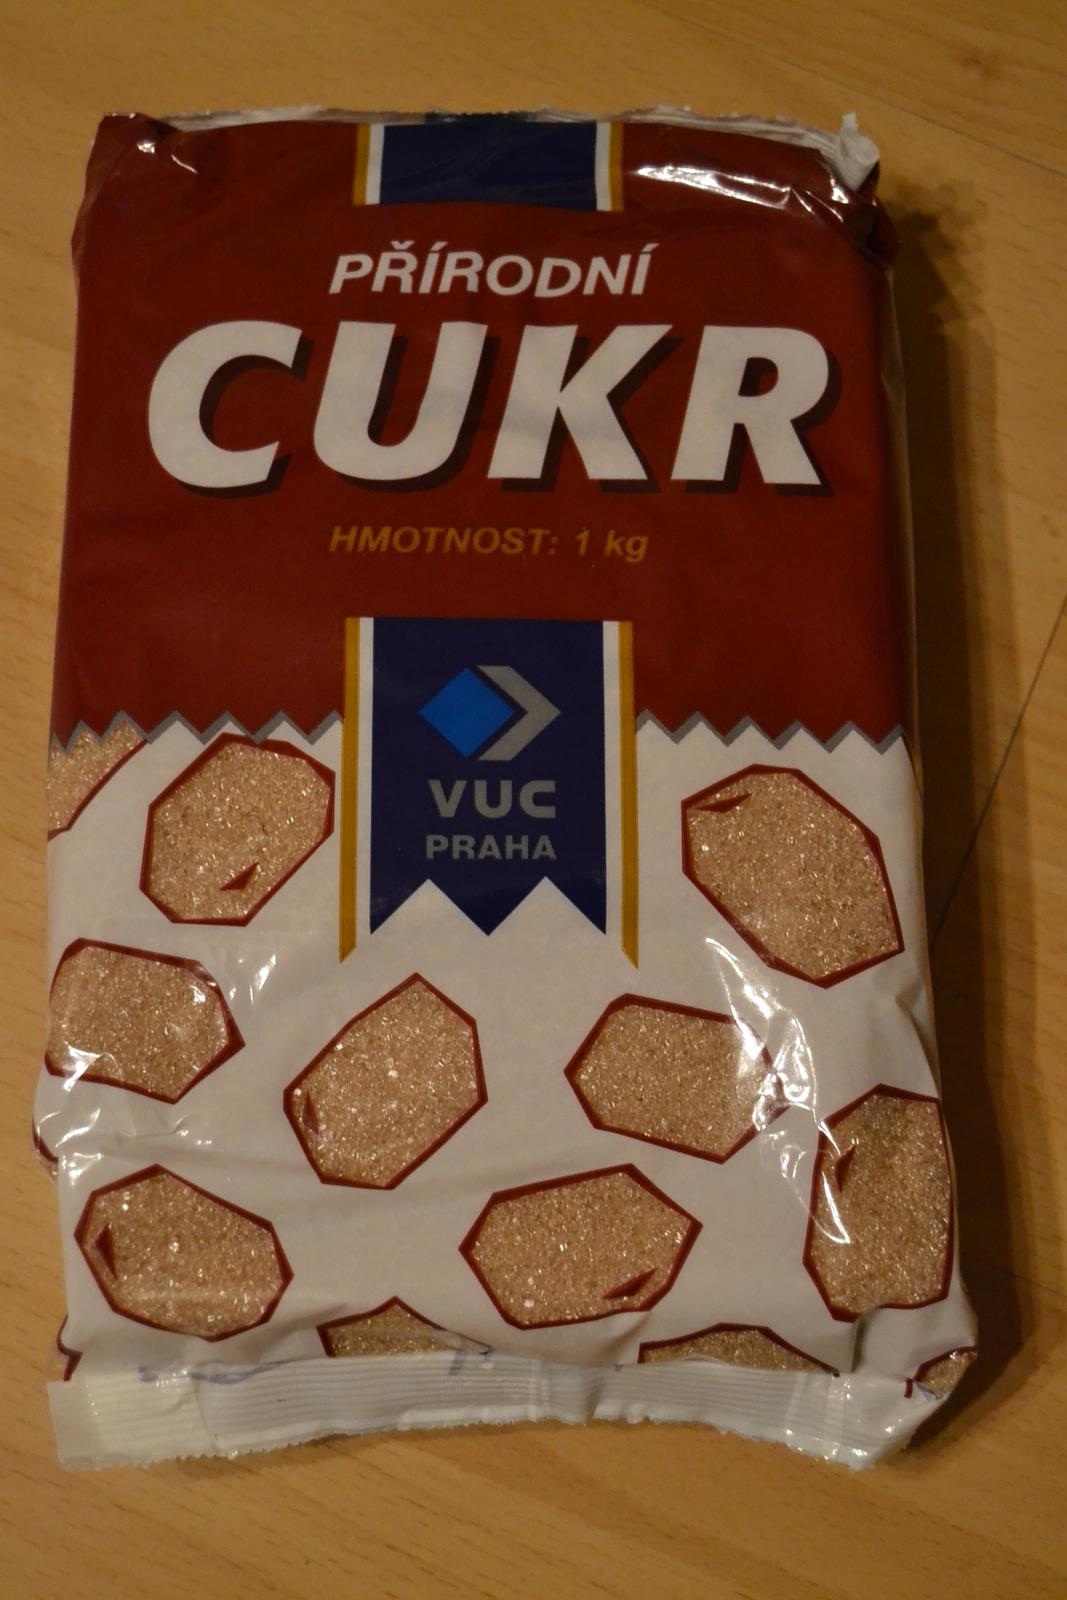 PŘÍRODNÍ
CUKR
HMOTNOST: 1 kg
VUC
PRAHA